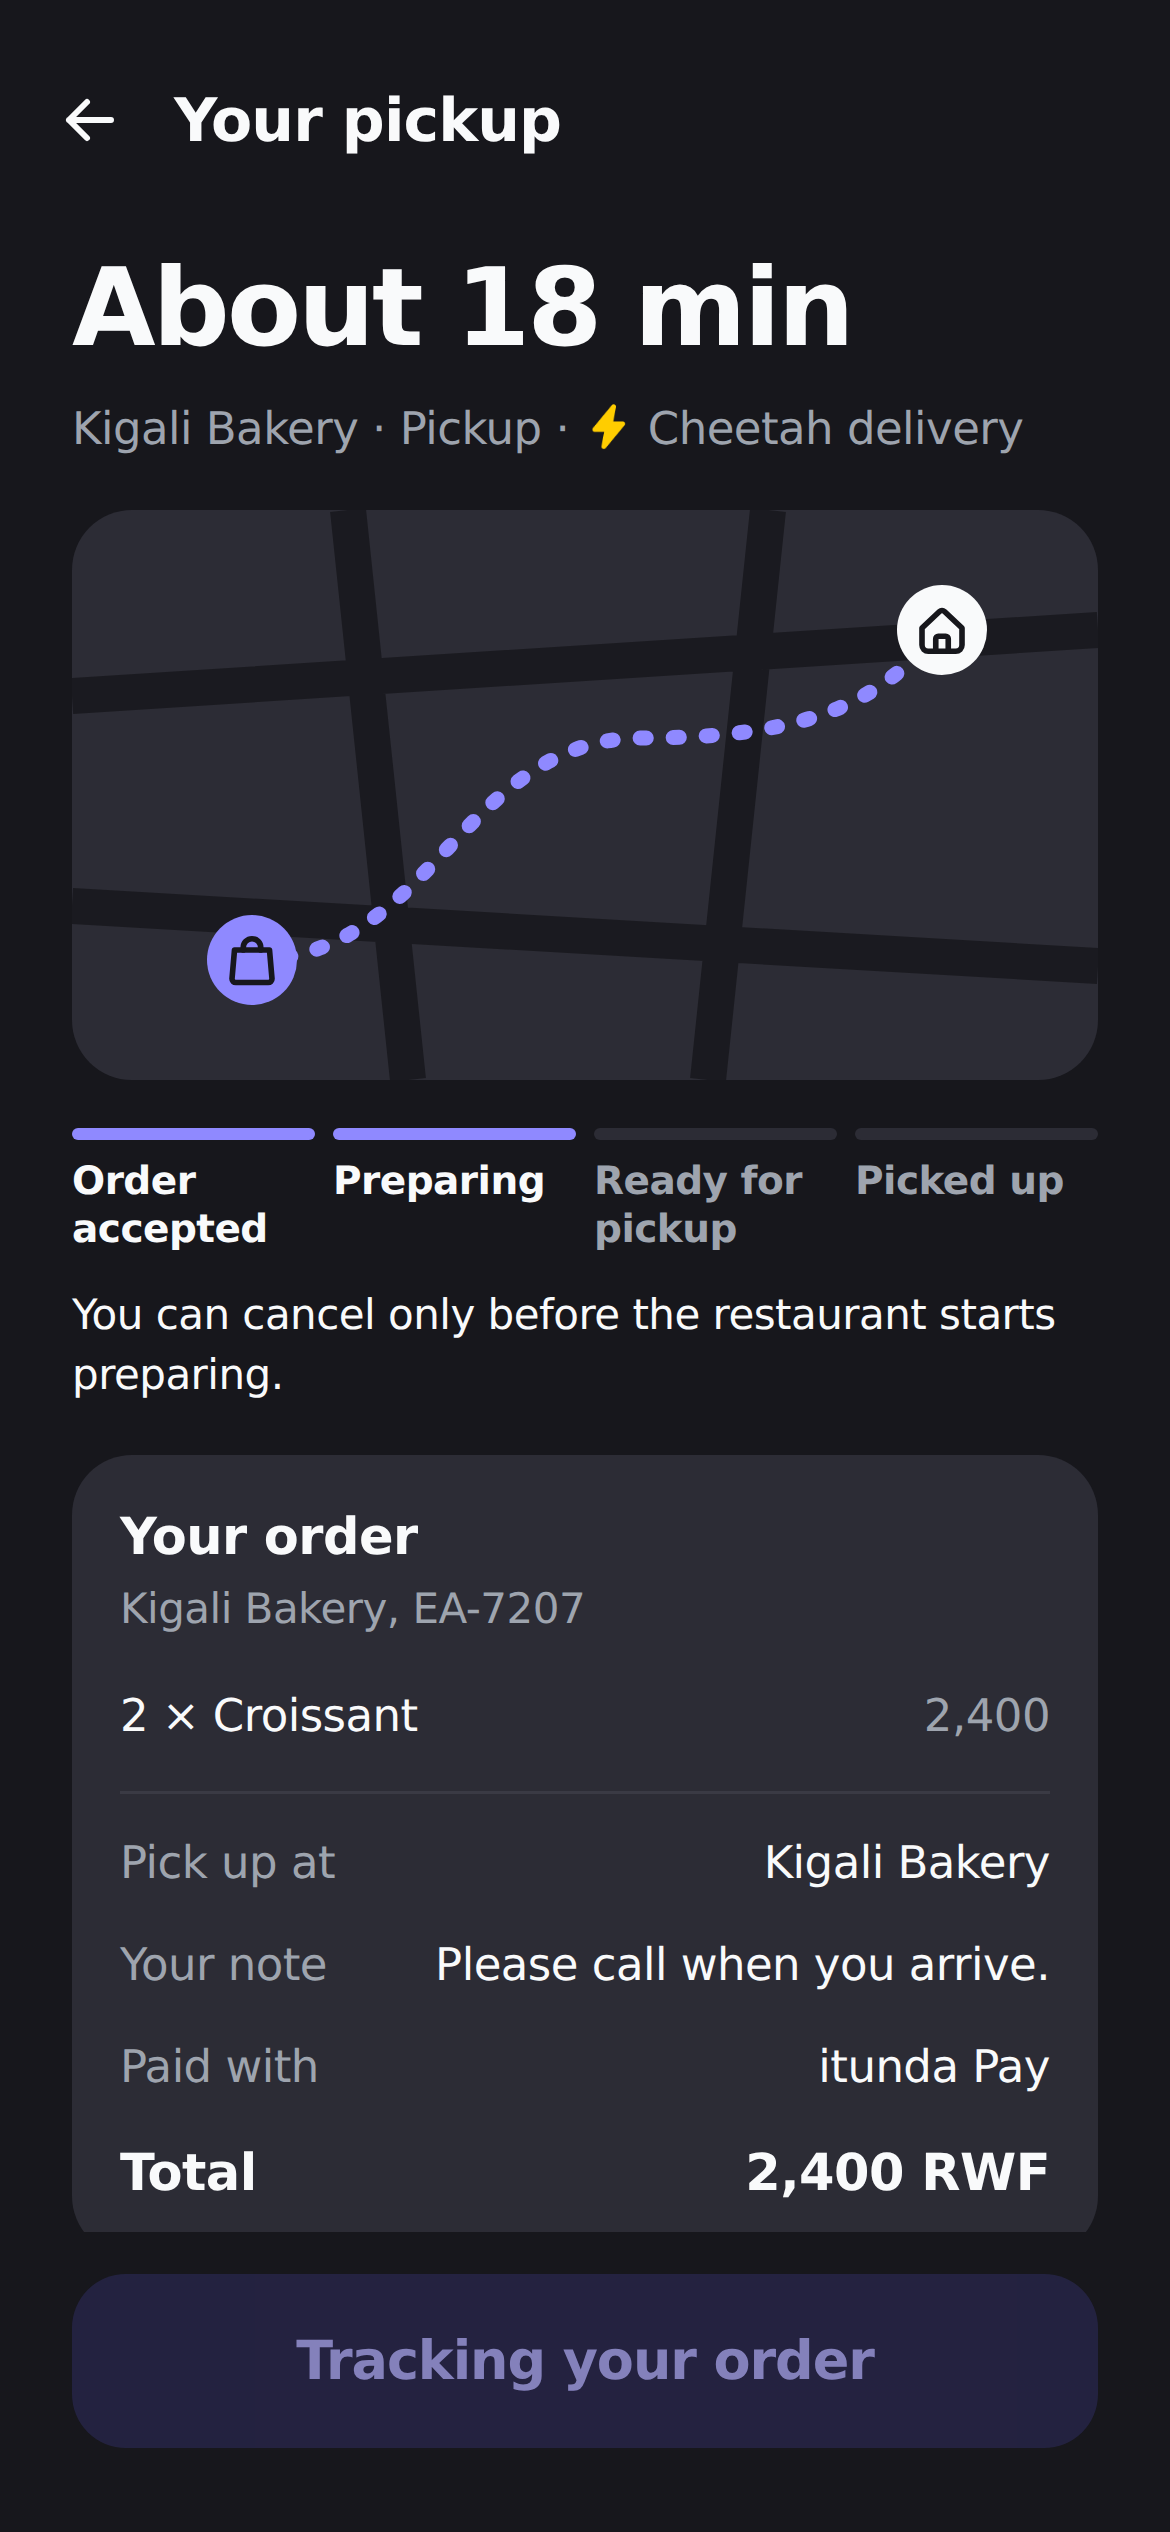 Your pickup
About 18 min
Kigali Bakery · Pickup · ⚡ Cheetah delivery
Order accepted
Preparing
Ready for pickup
Picked up
You can cancel only before the restaurant starts
preparing.
Your order
Kigali Bakery, EA-7207
2 × Croissant 2,400
Pick up at Kigali Bakery
Your note Please call when you arrive.
Paid with itunda Pay
Total 2,400 RWF
Tracking your order